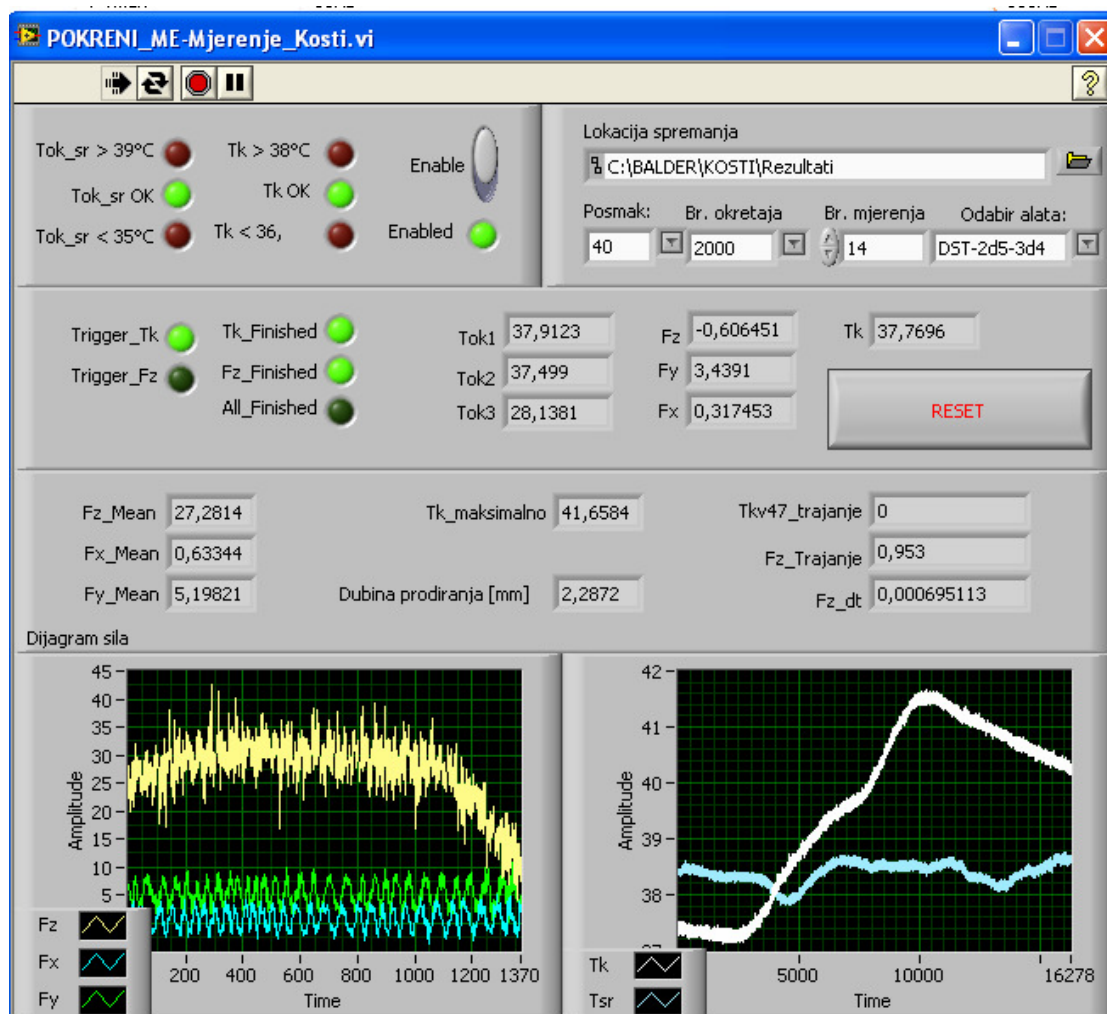 POKRENI_ME-Mjerenje_Kosti.vi
Tok_sr > 39°C Tk > 38°C Enable
Tok_sr OK Tk OK
Tok_sr < 35°C Tk < 36, Enabled
Lokacija spremanja
C:\BALDER\KOSTI\Rezultati
Posmak: Br. okretaja Br. mjerenja Odabir alata:
40 2000 14 DST-2d5-3d4
Trigger_Tk Tk_Finished Tok1 37,9123 Fz -0,606451 Tk 37,7696
Trigger_Fz Fz_Finished Tok2 37,499 Fy 3,4391
All_Finished Tok3 28,1381 Fx 0,317453 RESET
Fz_Mean 27,2814 Tk_maksimalno 41,6584 Tkv47_trajanje 0
Fx_Mean 0,63344 Fz_Trajanje 0,953
Fy_Mean 5,19821 Dubina prodiranja [mm] 2,2872 Fz_dt 0,000695113
Dijagram sila
45
40
35
30
25
20
15
10
5
Amplitude
200 400 600 800 1000 1200 1370
Time
Fz
Fx
Fy
42
41
40
39
38
Amplitude
5000 10000 16278
Time
Tk
Tsr